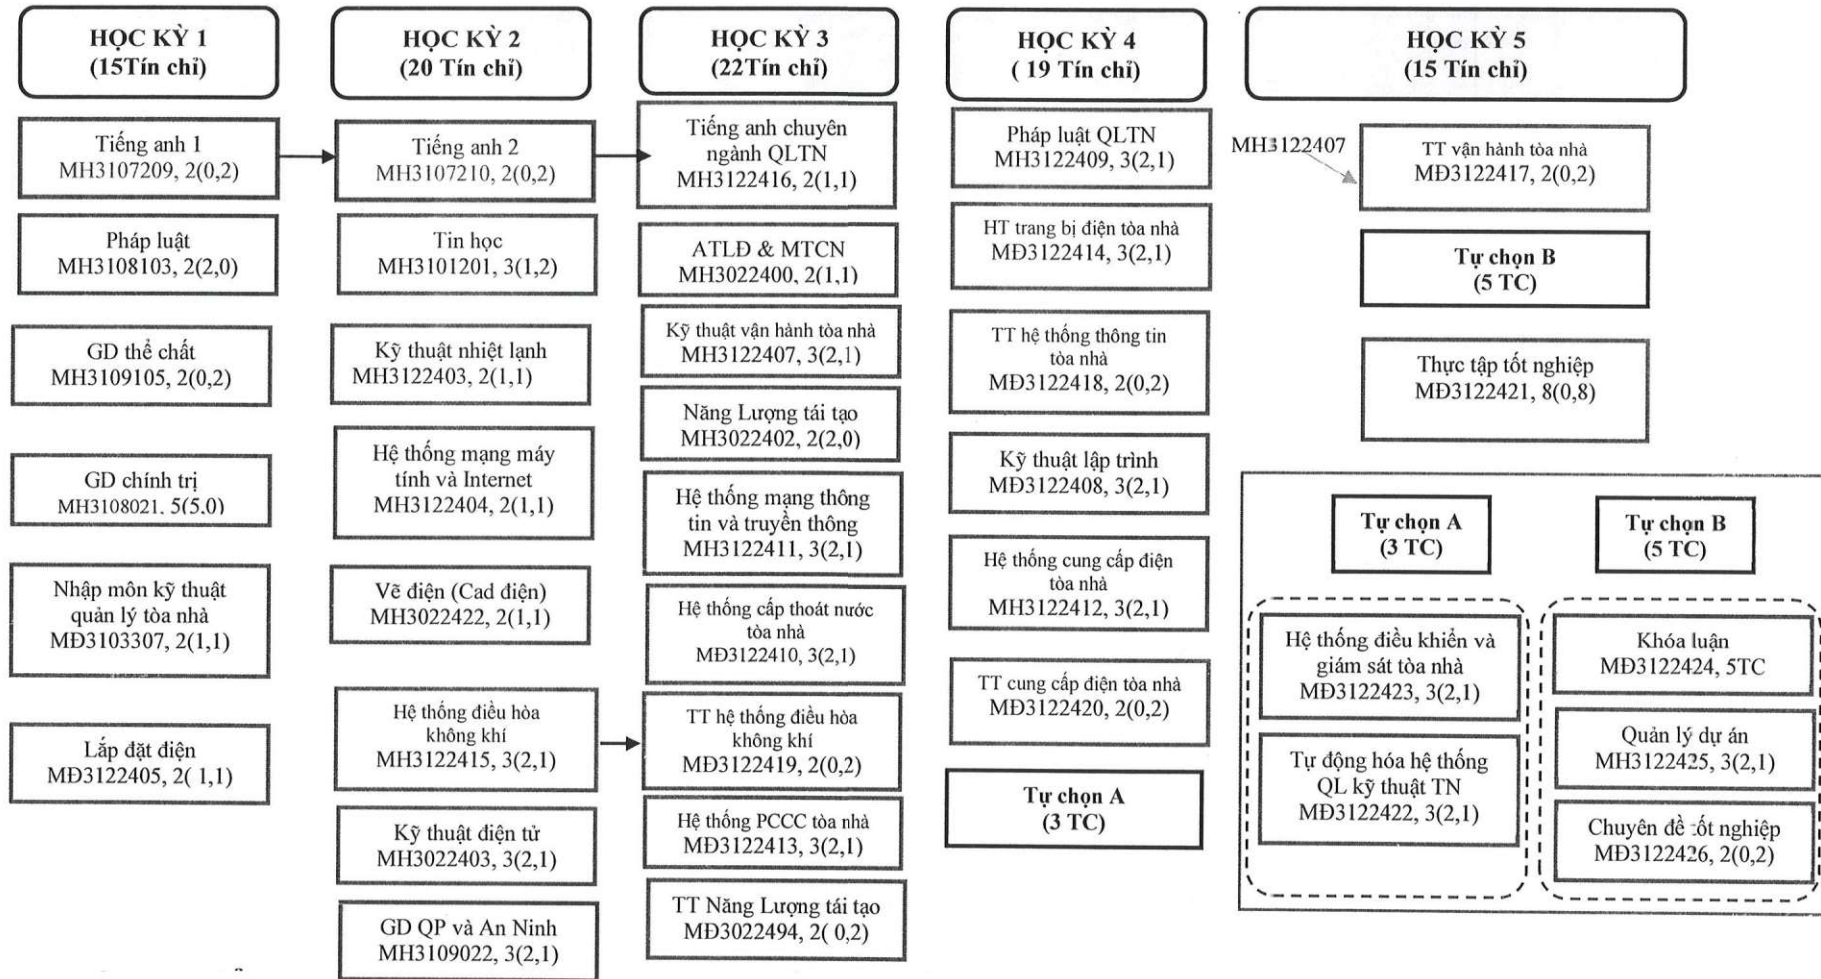 HỌC KỲ 1
(15Tín chỉ)
Tiếng anh 1
MH3107209, 2(0,2)
Pháp luật
MH3108103, 2(2,0)
GD thể chất
MH3109105, 2(0,2)
GD chính trị
MH3108021. 5(5.0)
Nhập môn kỹ thuật
quản lý tòa nhà
MĐ3103307, 2(1,1)
Lắp đặt điện
MĐ3122405, 2( 1,1)
HỌC KỲ 2
(20 Tín chỉ)
Tiếng anh 2
MH3107210, 2(0,2)
Tin học
MH3101201, 3(1,2)
Kỹ thuật nhiệt lạnh
MH3122403, 2(1,1)
Hệ thống mạng máy
tính và Internet
MH3122404, 2(1,1)
Vẽ điện (Cad điện)
MH3022422, 2(1,1)
Hệ thống điều hòa
không khí
MH3122415, 3(2,1)
Kỹ thuật điện tử
MH3022403, 3(2,1)
GD QP và An Ninh
MH3109022, 3(2,1)
HỌC KỲ 3
(22Tín chỉ)
Tiếng anh chuyên
ngành QLTN
MH3122416, 2(1,1)
ATLĐ & MTCN
MH3022400, 2(1,1)
Kỹ thuật vận hành tòa nhà
MH3122407, 3(2,1)
Năng Lượng tái tạo
MH3022402, 2(2,0)
Hệ thống mạng thông
tin và truyền thông
MH3122411, 3(2,1)
Hệ thống cấp thoát nước
tòa nhà
MĐ3122410, 3(2,1)
TT hệ thống điều hòa
không khí
MĐ3122419, 2(0,2)
Hệ thống PCCC tòa nhà
MĐ3122413, 3(2,1)
TT Năng Lượng tái tạo
MĐ3022494, 2( 0,2)
HỌC KỲ 4
( 19 Tín chỉ)
Pháp luật QLTN
MH3122409, 3(2,1)
HT trang bị điện tòa nhà
MĐ3122414, 3(2,1)
TT hệ thống thông tin
tòa nhà
MĐ3122418, 2(0,2)
Kỹ thuật lập trình
MĐ3122408, 3(2,1)
Hệ thống cung cấp điện
tòa nhà
MH3122412, 3(2,1)
TT cung cấp điện tòa nhà
MĐ3122420, 2(0,2)
Tự chọn A
(3 TC)
HỌC KỲ 5
(15 Tín chỉ)
MH3122407
TT vận hành tòa nhà
MĐ3122417, 2(0,2)
Tự chọn B
(5 TC)
Thực tập tốt nghiệp
MĐ3122421, 8(0,8)
Tự chọn A
(3 TC)
Hệ thống điều khiển và
giám sát tòa nhà
MĐ3122423, 3(2,1)
Tự động hóa hệ thống
QL kỹ thuật TN
MĐ3122422, 3(2,1)
Tự chọn B
(5 TC)
Khóa luận
MĐ3122424, 5TC
Quản lý dự án
MH3122425, 3(2,1)
Chuyên đề tốt nghiệp
MĐ3122426, 2(0,2)